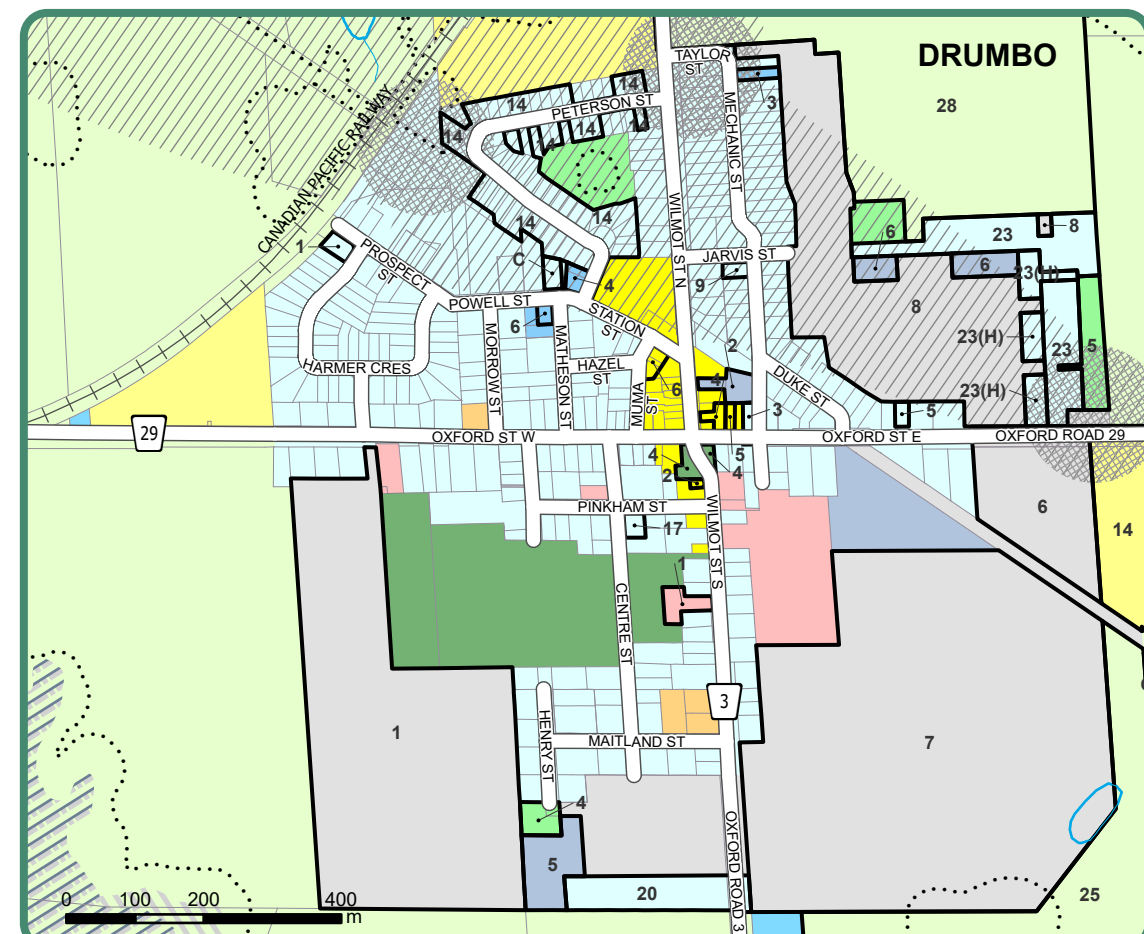 DRUMBO
TAYLOR
ST
3
28
14
14
PETERSON ST
14
14
14
14
MECHANIC ST
CANADIAN PACIFIC RAILWAY
WILMOT ST N
14
14
1
PROSPECT
ST
C
4
JARVIS ST
9
6
23
8
6
6
23(H)
8
POWELL ST
STATION
ST
6
MORROW ST
MATHESON ST
HARMER CRES
HAZEL
ST
MUMA
ST
6
2
4
3
DUKE ST
5
23(H)
23
5
23(H)
29
OXFORD ST W
OXFORD ST E
OXFORD ROAD 29
4
5
4
2
WILMOT ST S
PINKHAM ST
17
6
14
1
CENTRE ST
3
1
7
HENRY ST
MAITLAND ST
4
5
20
OXFORD ROAD 3
25
0 100 200 400
m